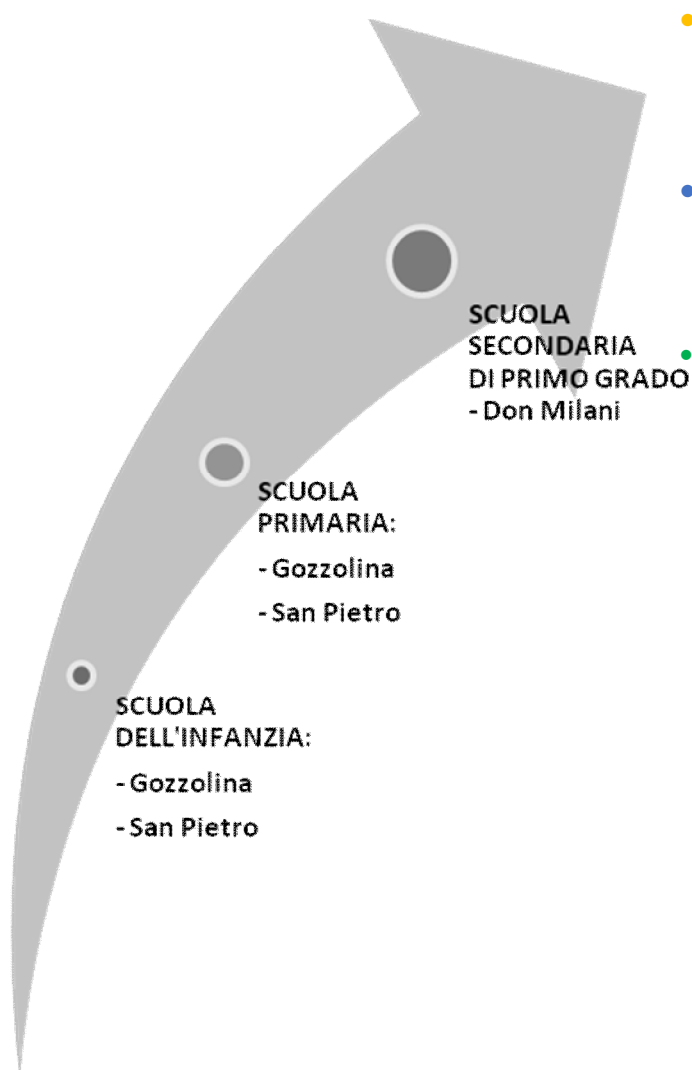 SCUOLA
SECONDARIA
DI PRIMO GRADO
- Don Milani
SCUOLA
PRIMARIA:
- Gozzolina
- San Pietro
SCUOLA
DELL'INFANZIA:
- Gozzolina
- San Pietro